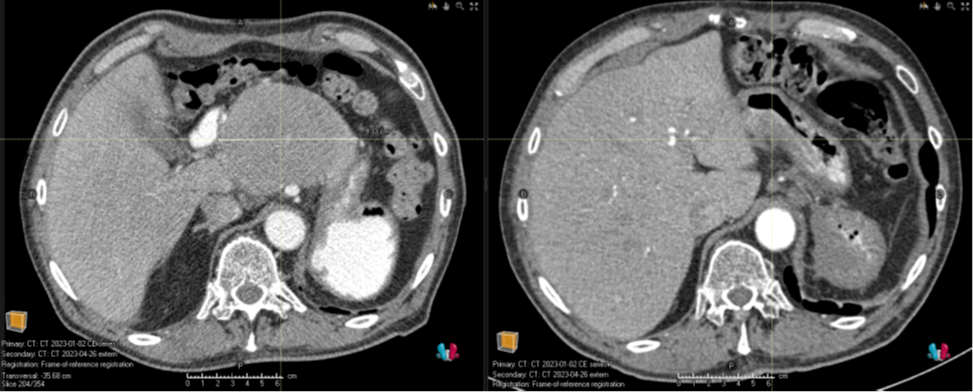 A
Primary: CT: CT 2023-01-02 CE series1
Secondary: CT: CT 2023-04-26 extern
Registration: Frame-of-reference registration
Transversal: -35.68 cm
Slice 204/354
P
0 1 2 3 4 5 6 cm
Primary: CT: CT 2023-01-02 CE series1
Secondary: CT: CT 2023-04-26 extern
Registration: Frame-of-reference registration
P
0 1 2 3 4 5 6 cm